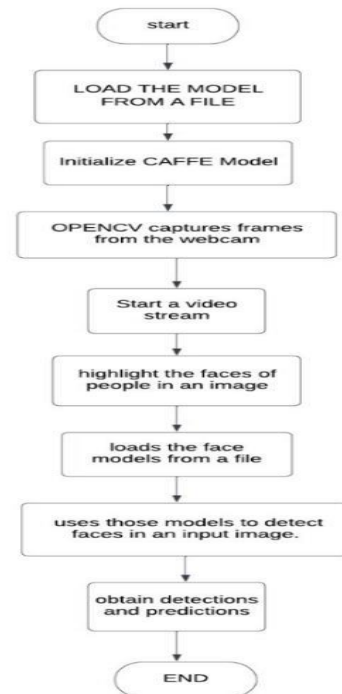 start
LOAD THE MODEL
FROM A FILE
Initialize CAFFE Model
OPENCV captures frames
from the webcam
Start a video
stream
highlight the faces of
people in an image
loads the face
models from a file
uses those models to detect
faces in an input image.
obtain detections
and predictions
END